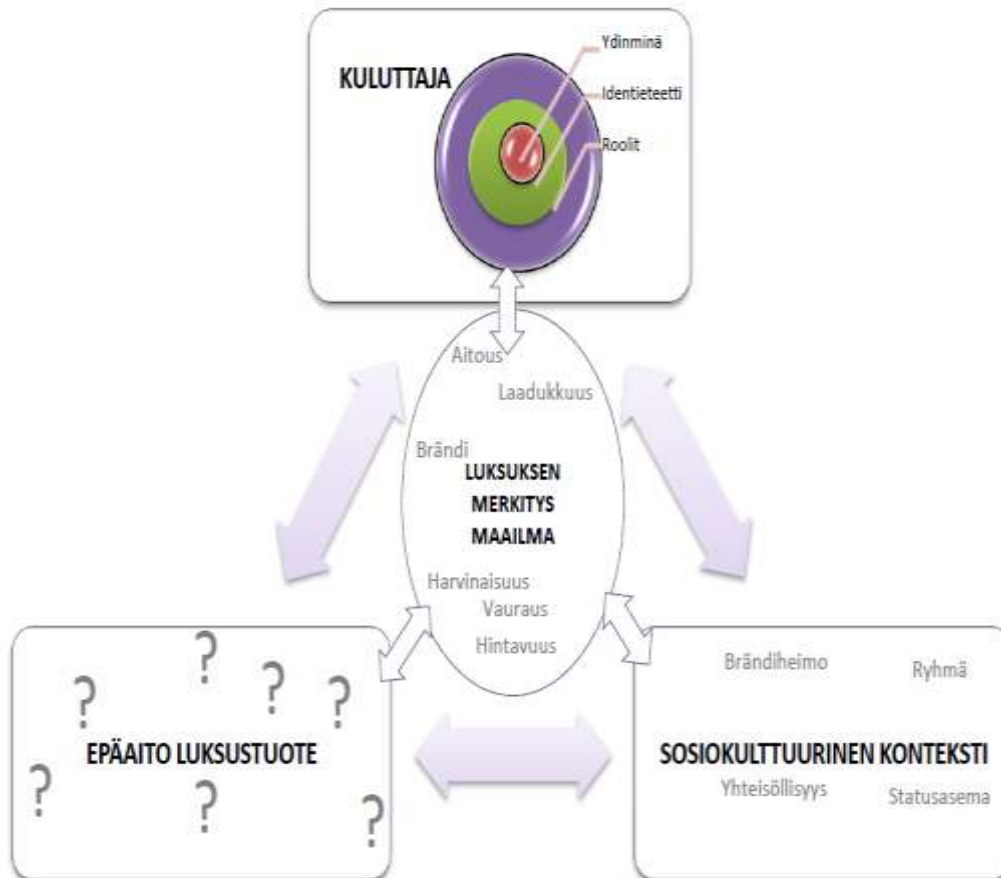 Ydinminä
KULUTTAJA
Identieteetti
Roolit
Aitous
Laadukkuus
Brändi
LUKSUKSEN
MERKITYS
MAAILMA
Harvinaisuus
Vauraus
Hintavuus
? ? ? ?
EPÄAITO LUKSUSTUOTE
? ? ?
Brändiheimo
Ryhmä
SOSIOKULTTUURINEN KONTEKSTI
Yhteisöllisyys
Statusasema